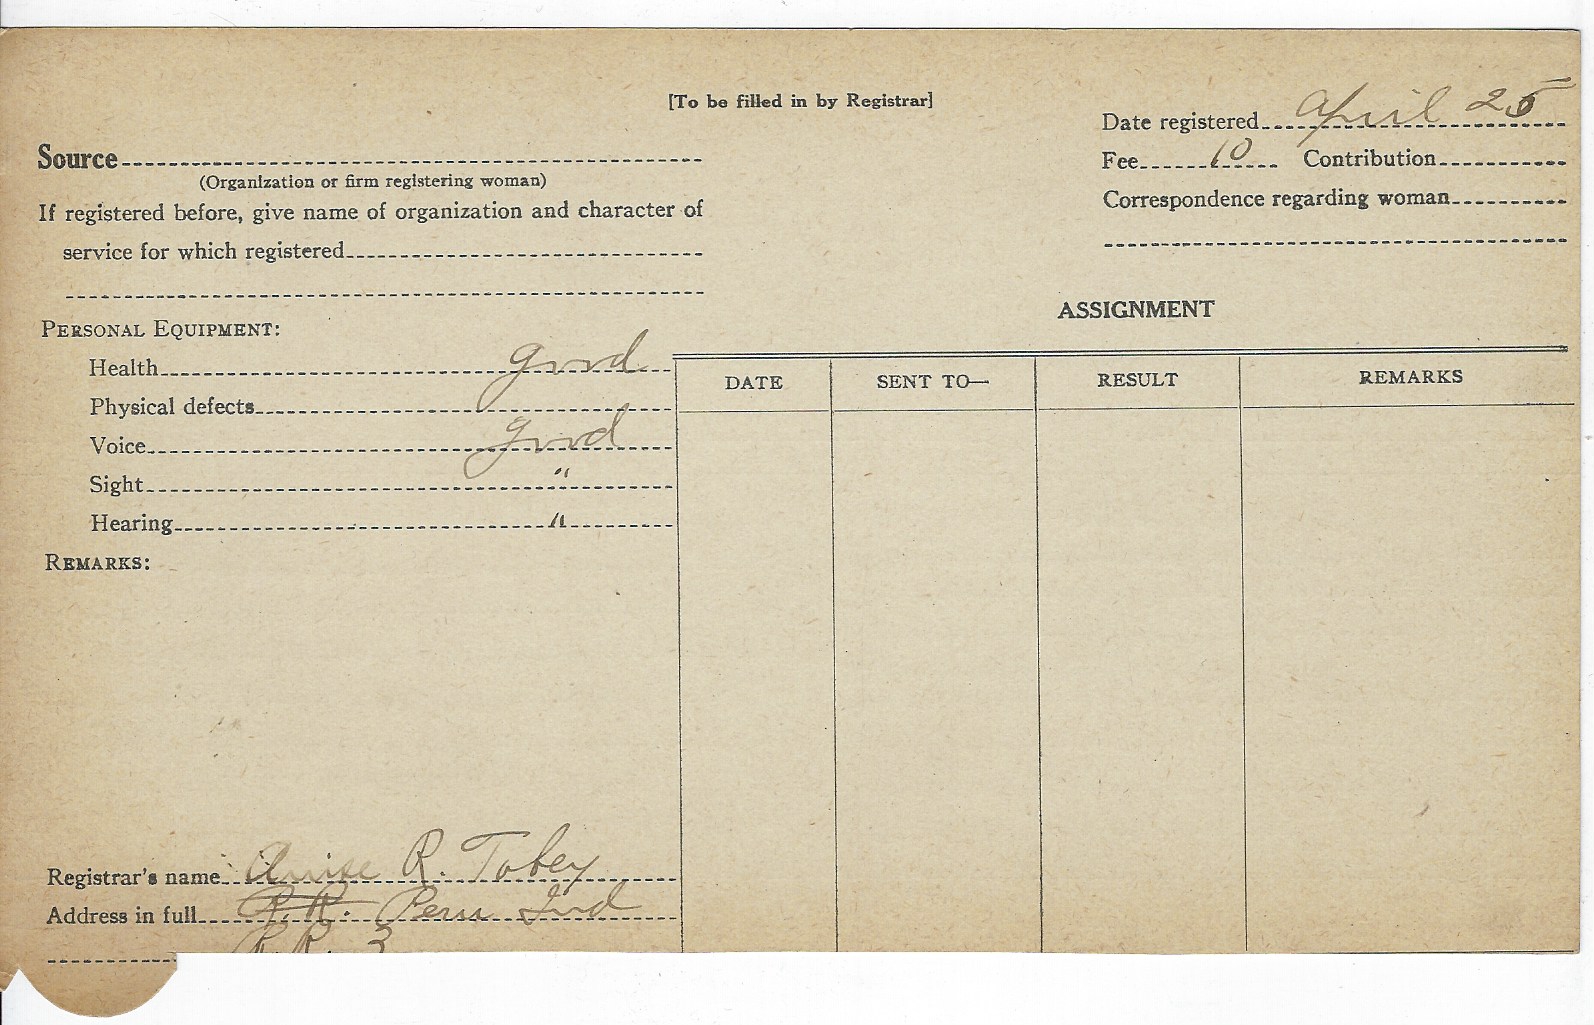 [To be filled in by Registrar]
Date registered April 25
Source
Fee 10 Contribution
(Organization or firm registering woman)
Correspondence regarding woman
If registered before, give name of organization and character of
service for which registered
ASSIGNMENT
PERSONAL EQUIPMENT:
Health good
Physical defects
Voice good
Sight "
Hearing "
DATE SENT TO— RESULT REMARKS
REMARKS:
Registrar's name R. Tobey
Address in full R.R. Peru Ind
R.R. 3